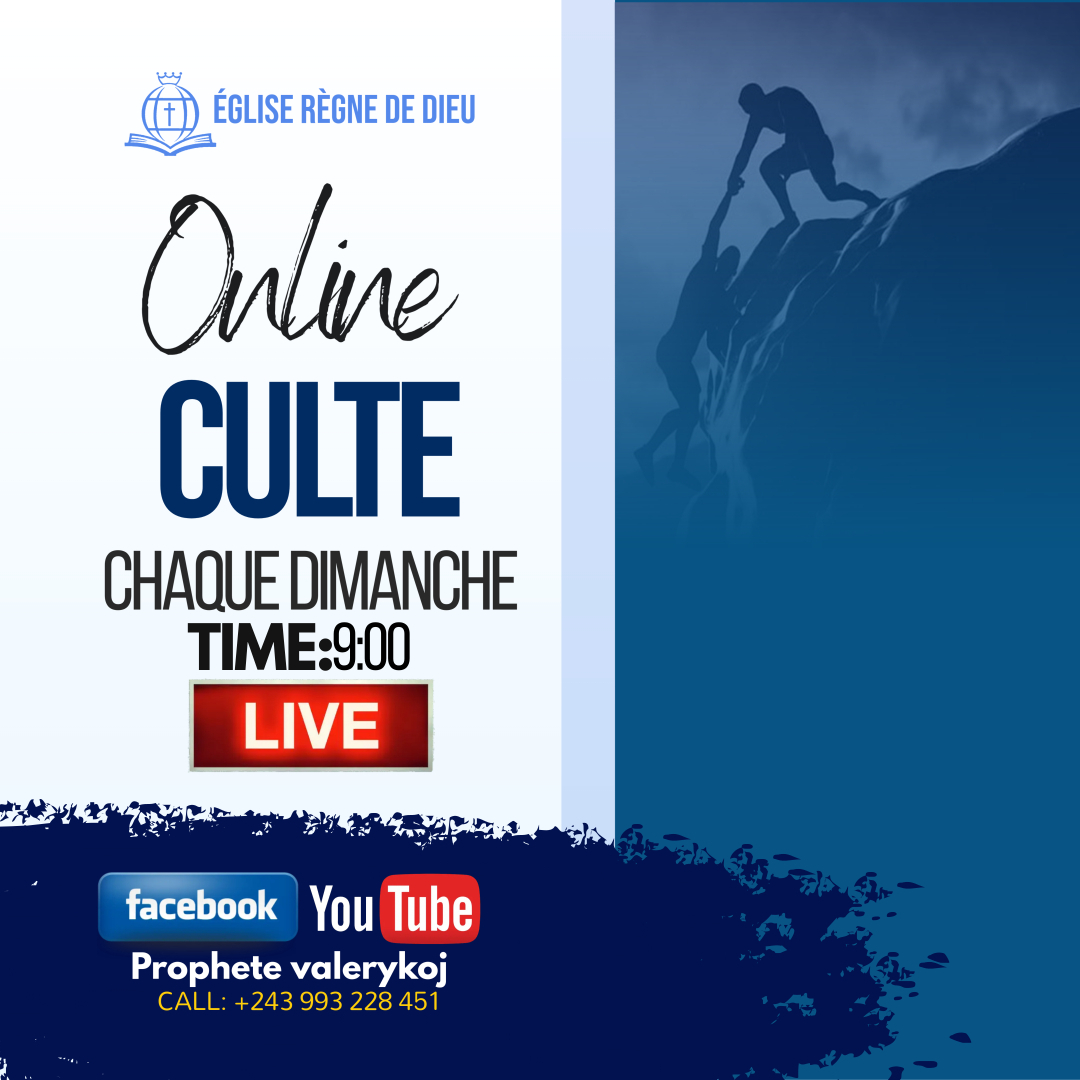 ÉGLISE RÈGNE DE DIEU
Online
CULTE
CHAQUE DIMANCHE
TIME:9:00
LIVE
facebook YouTube
Prophete valerykoj
CALL: +243 993 228 451